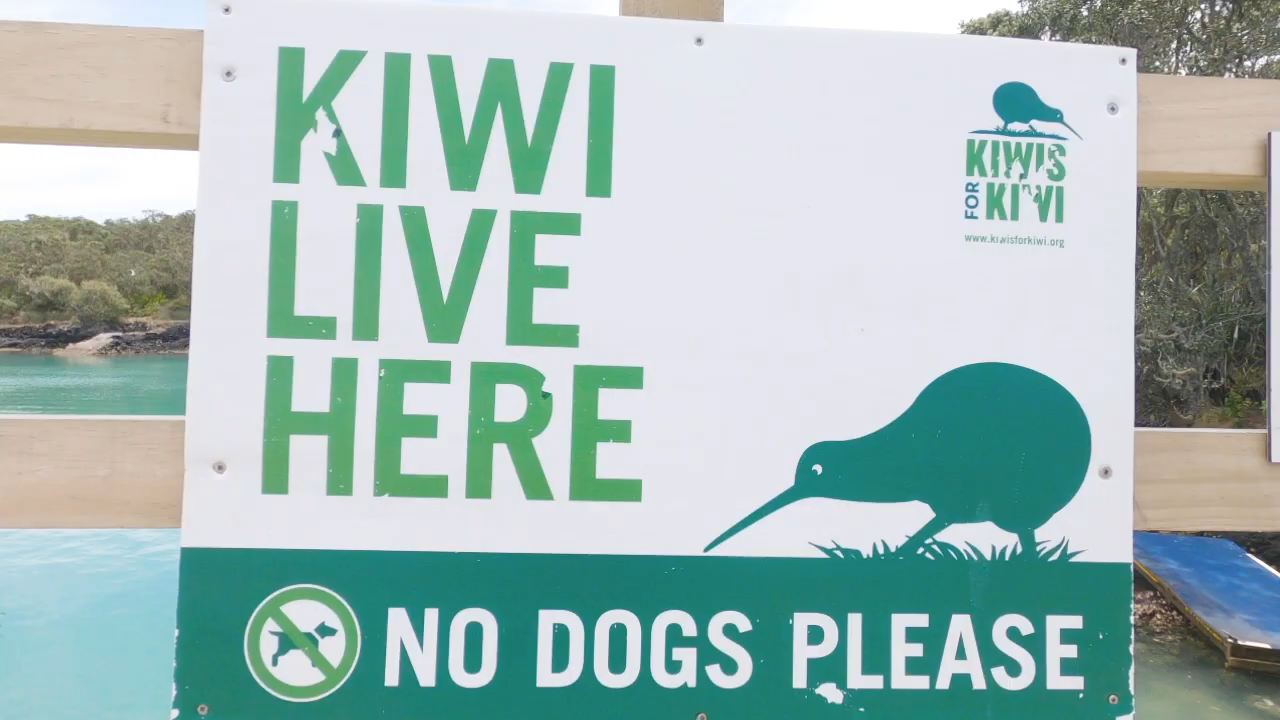 KIWI
LIVE
HERE
KIWIS
FOR KIWI
www.kiwisforkiwi.org
NO DOGS PLEASE